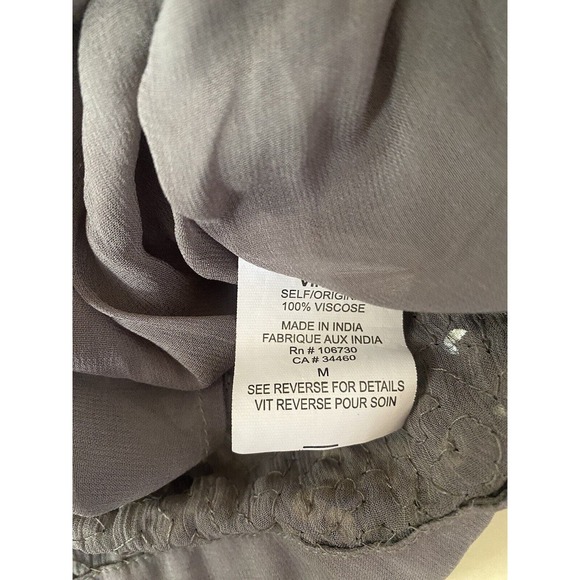 SELF/ORIGIN
100% VISCOSE
MADE IN INDIA
FABRIQUE AUX INDIA
Rn # 106730
CA # 34460
M
SEE REVERSE FOR DETAILS
VIT REVERSE POUR SOIN